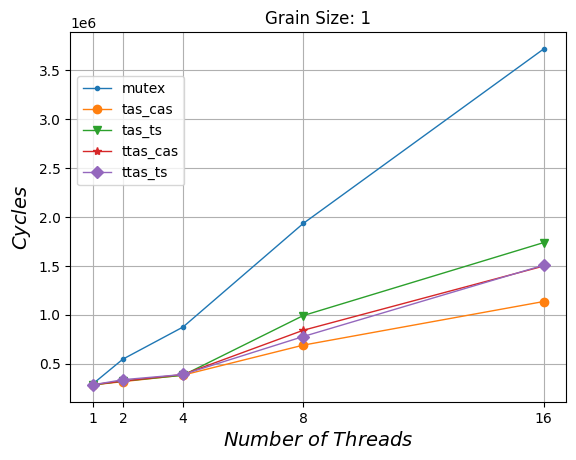 Grain Size: 1
1e6
3.5
3.0
2.5
2.0
1.5
1.0
0.5
Cycles
mutex
tas_cas
tas_ts
ttas_cas
ttas_ts
1 2 4 8 16
Number of Threads